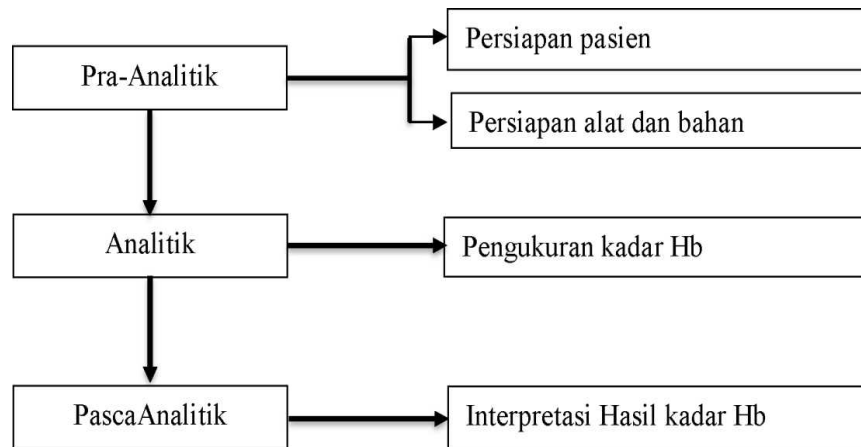 Pra-Analitik
Persiapan pasien
Persiapan alat dan bahan
Analitik
Pengukuran kadar Hb
PascaAnalitik
Interpretasi Hasil kadar Hb